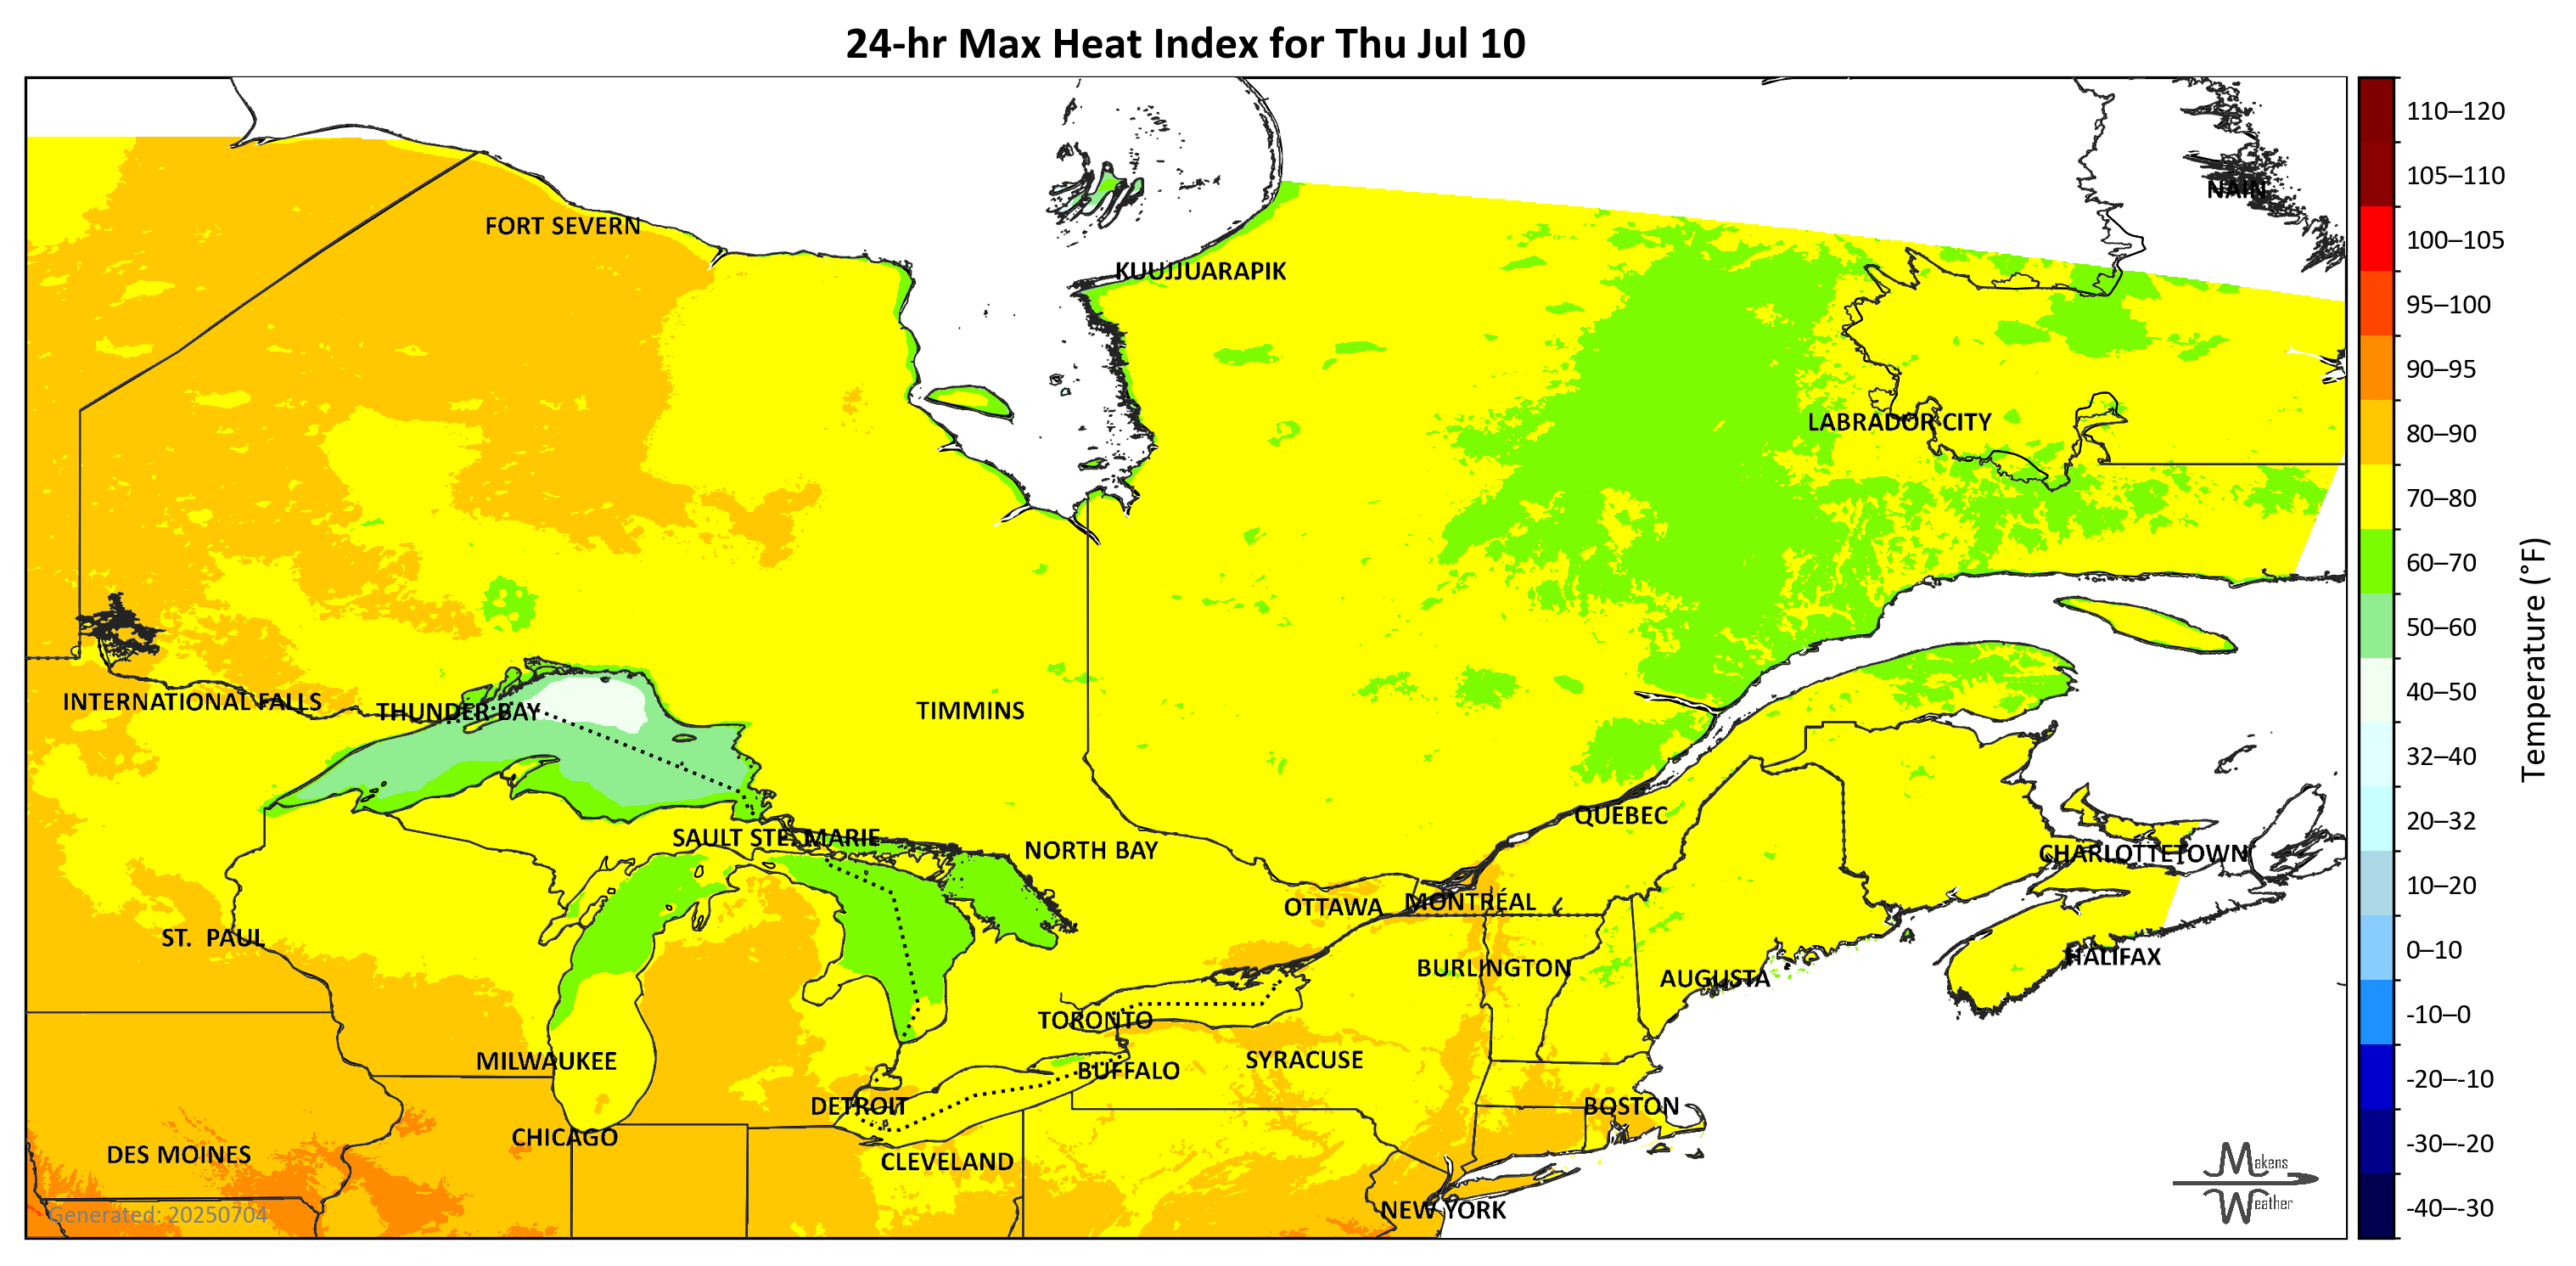 24-hr Max Heat Index for Thu Jul 10
NAIN
FORT SEVERN
KUUJJUARAPIK
LABRADOR CITY
INTERNATIONAL FALLS
THUNDER BAY
TIMMINS
QUÉBEC
SAULT STE. MARIE
NORTH BAY
CHARLOTTETOWN
OTTAWA
MONTRÉAL
ST. PAUL
HALIFAX
BURLINGTON
AUGUSTA
TORONTO
MILWAUKEE
SYRACUSE
BUFFALO
DETROIT
BOSTON
CHICAGO
DES MOINES
CLEVELAND
NEW YORK
Generated: 20250704
Makens
Weather
110–120
105–110
100–105
95–100
90–95
80–90
70–80
60–70
50–60
40–50
32–40
20–32
10–20
0–10
-10–0
-20–-10
-30–-20
-40–-30
Temperature (°F)